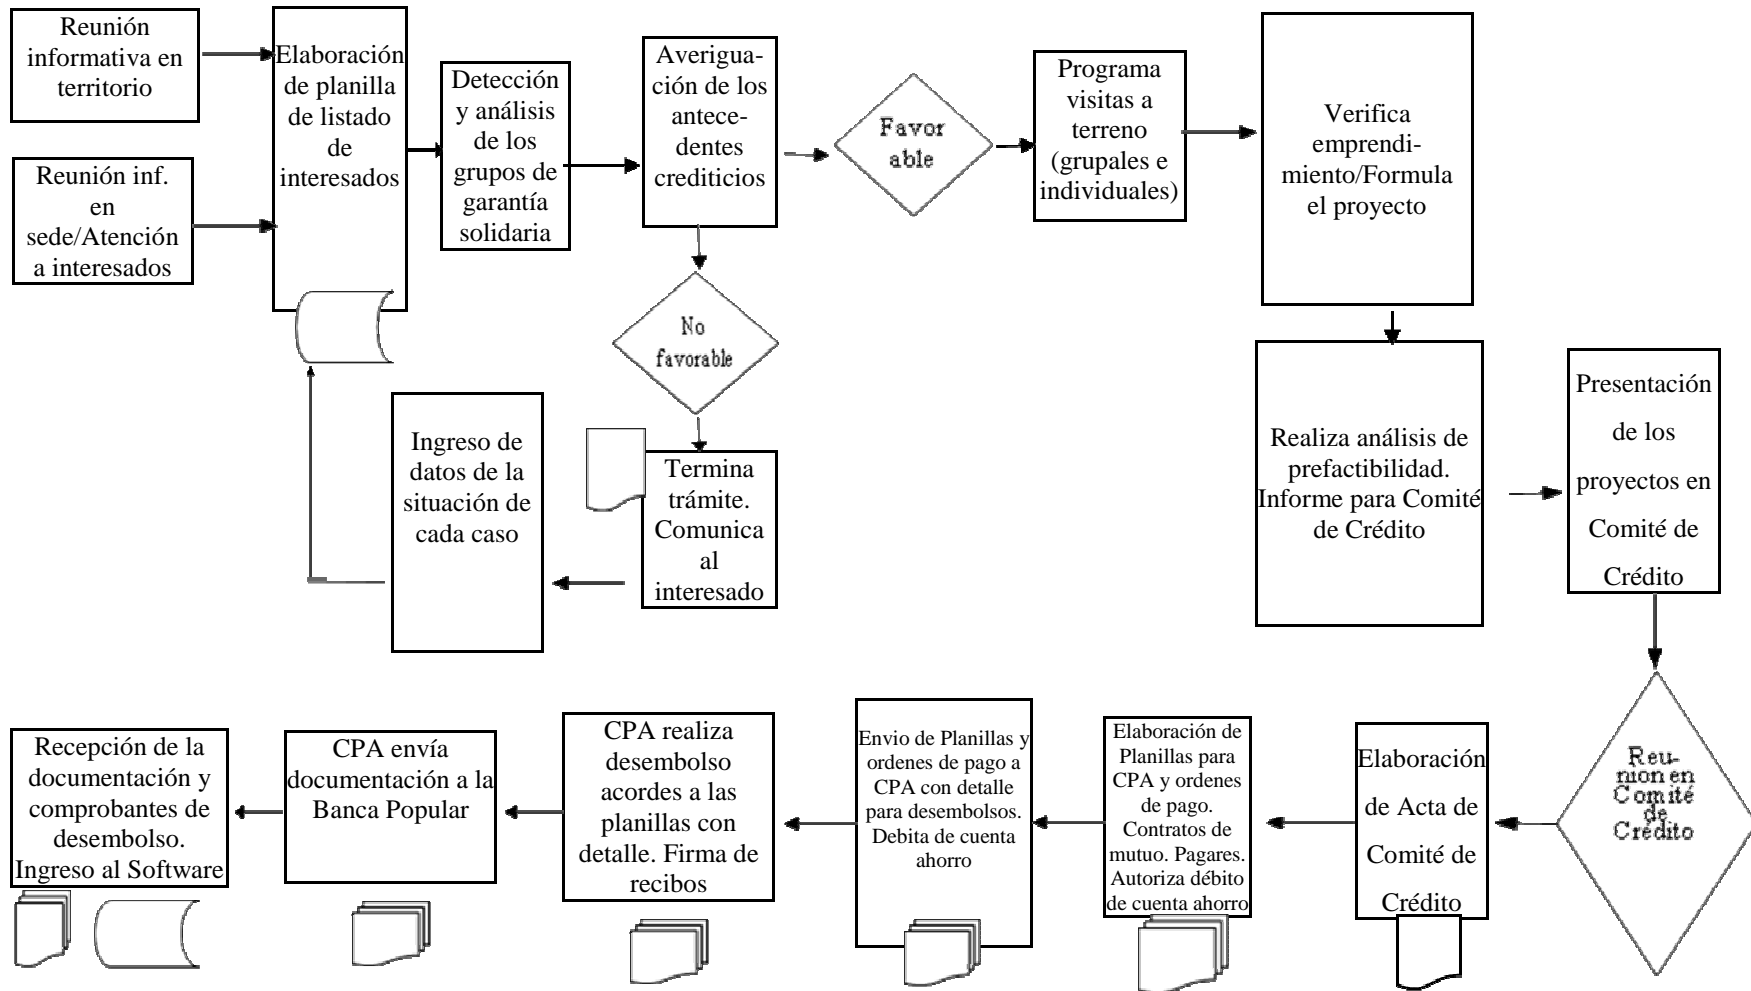 Reunión
informativa en
territorio
Reunión inf.
en
sede/Atención
a interesados
Elaboración
de planilla
de listado
de
interesados
Detección
y análisis
de los
grupos de
garantía
solidaria
Averigua-
ción de los
antece-
dentes
crediticios
Favor
able
Programa
visitas a
terreno
(grupales e
individuales)
Verifica
emprendi-
miento/Formula
el proyecto
No
favorable
Termina
trámite.
Comunica
al
interesado
Ingreso de
datos de la
situación de
cada caso
Realiza análisis de
prefactibilidad.
Informe para Comité
de Crédito
Presentación
de los
proyectos en
Comité de
Crédito
Reu-
nion en
Comité
de
Crédito
Elaboración
de Acta de
Comité de
Crédito
Elaboración de
Planillas para
CPA y ordenes
de pago.
Contratos de
mutuo. Pagares.
Autoriza débito
de cuenta ahorro
Envio de Planillas y
ordenes de pago a
CPA con detalle
para desembolsos.
Debita de cuenta
ahorro
CPA realiza
desembolso
acordes a las
planillas con
detalle. Firma de
recibos
CPA envía
documentación a la
Banca Popular
Recepción de la
documentación y
comprobantes de
desembolso.
Ingreso al Software